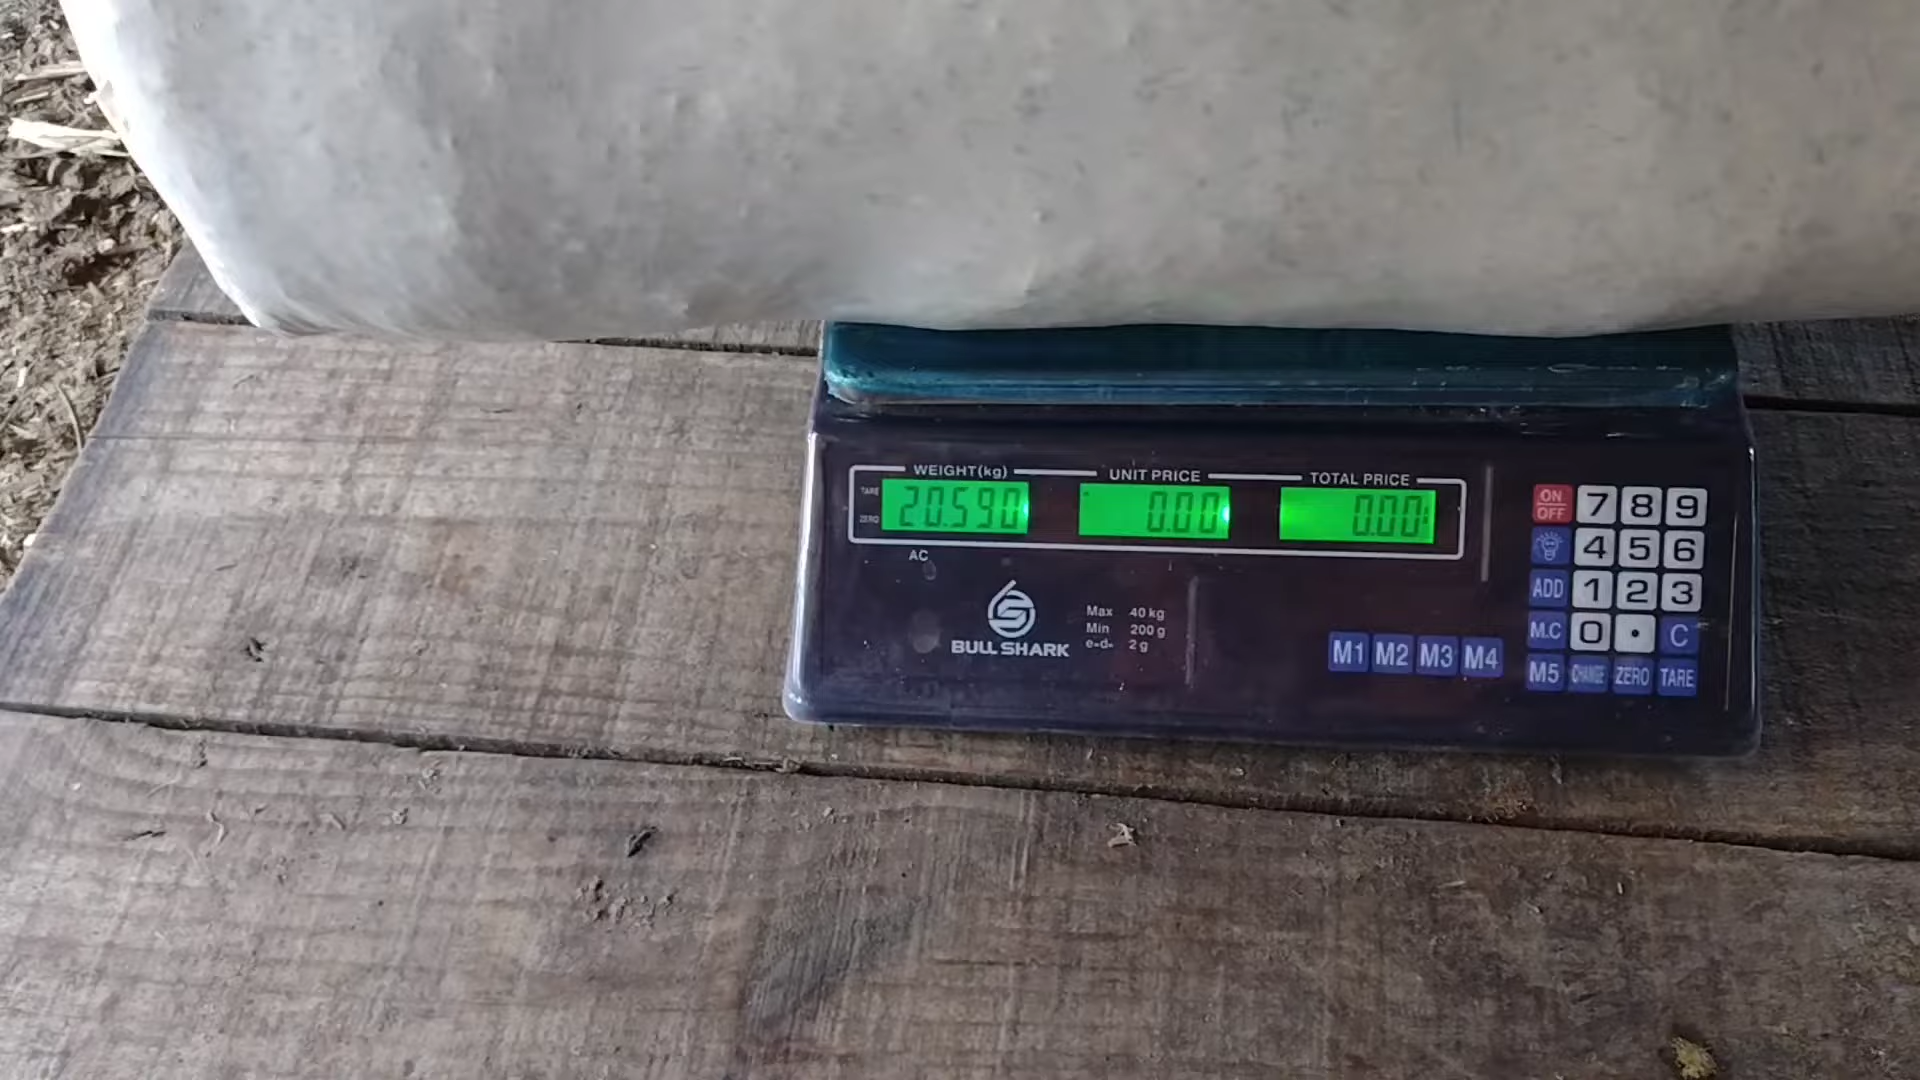 WEIGHT(kg) UNIT PRICE TOTAL PRICE
TARE
ZERO
20.590 0.00 0.00
AC
BULL SHARK
Max 40 kg
Min 200 g
e=d= 2 g
M1 M2 M3 M4
ON OFF 7 8 9
4 5 6
ADD 1 2 3
M.C 0 . C
M5 CHANGE ZERO TARE